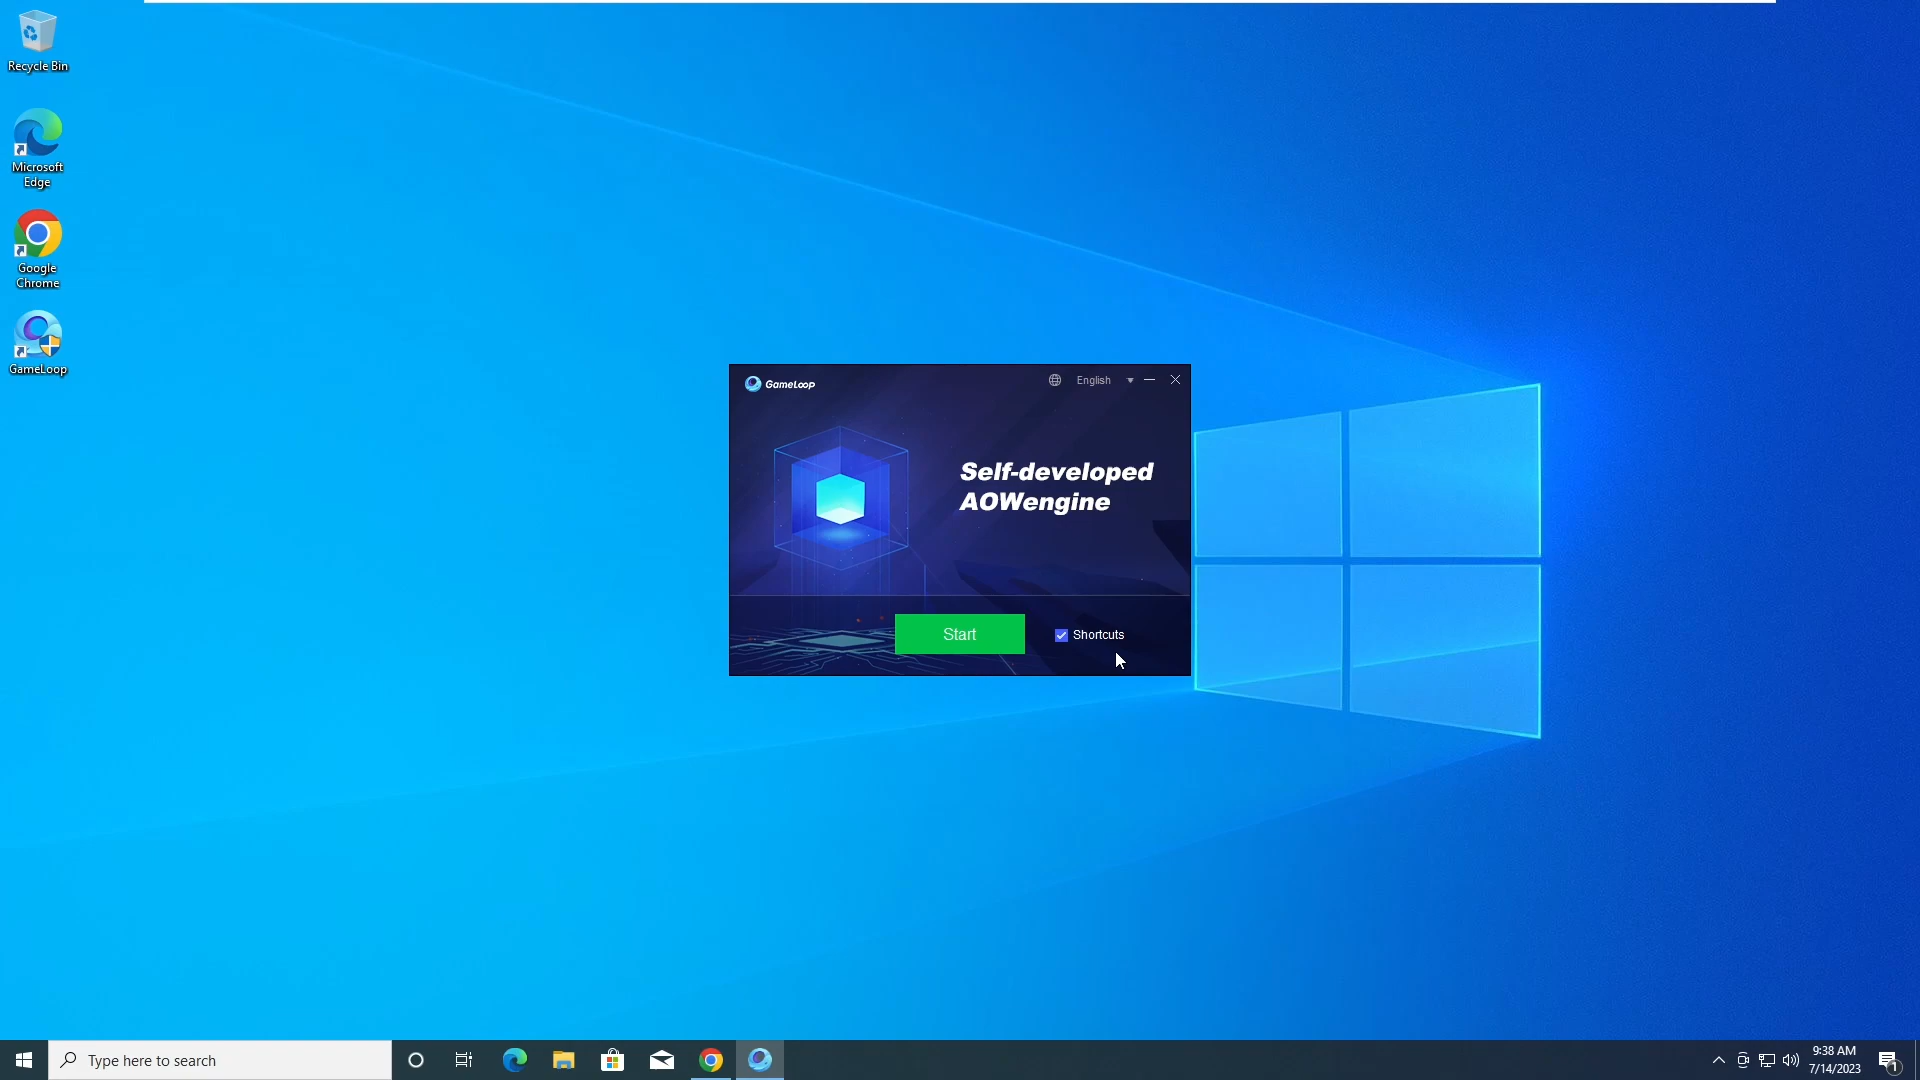 Recycle Bin
Microsoft
Edge
Google
Chrome
GameLoop
GameLoop
English
Self-developed
AOWengine
Start
Shortcuts
Type here to search
9:38 AM
7/14/2023
1